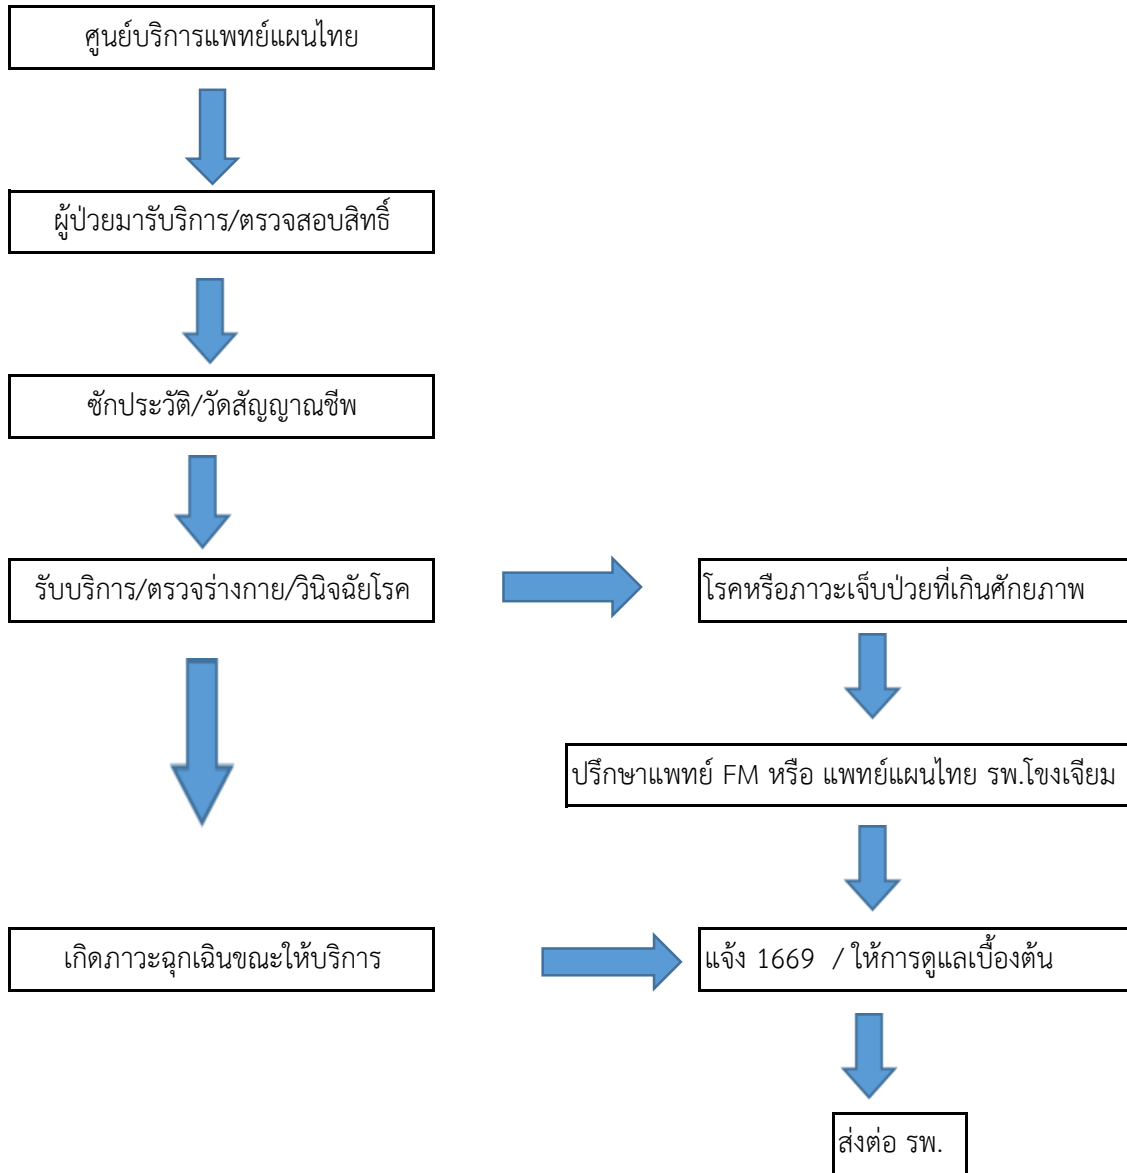 ศูนย์บริการแพทย์แผนไทย
ผู้ป่วยมารับบริการ/ตรวจสอบสิทธิ์
ซักประวัติ/วัดสัญญาณชีพ
รับบริการ/ตรวจร่างกาย/วินิจฉัยโรค
โรคหรือภาวะเจ็บป่วยที่เกินศักยภาพ
ปรึกษาแพทย์ FM หรือ แพทย์แผนไทย รพ.โขงเจียม
เกิดภาวะฉุกเฉินขณะให้บริการ
แจ้ง 1669 / ให้การดูแลเบื้องต้น
ส่งต่อ รพ.